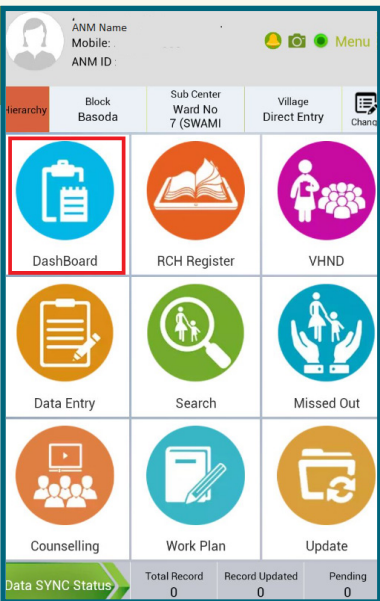 ANM Name
Mobile:
Menu
ANM ID :
Hierarchy
Block
Basoda
Sub Center
Ward No
7 (SWAMI
Village
Direct Entry
Chang
DashBoard
RCH Register
VHND
Data Entry
Search
Missed Out
Counselling
Work Plan
Update
Data SYNC Status
Total Record
0
Record Updated
0
Pending
0